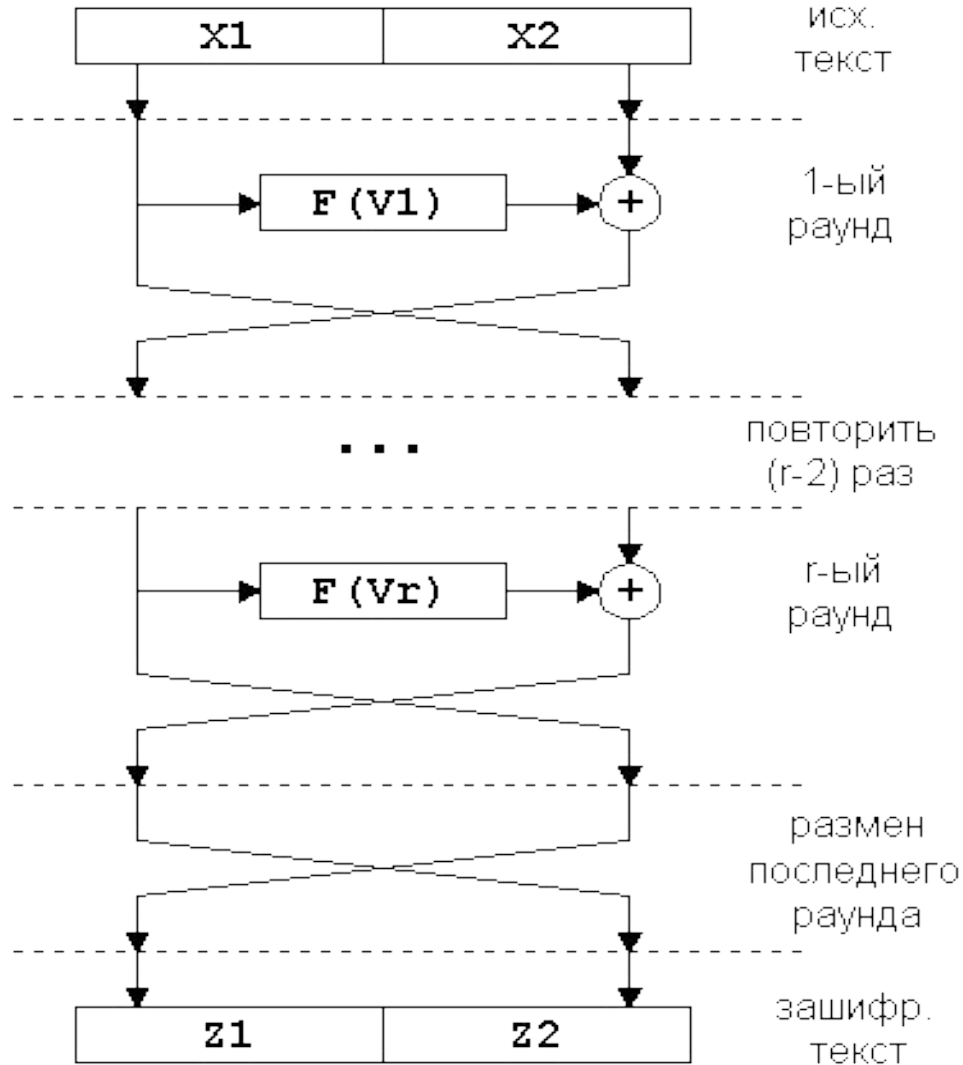 X1 X2
исх.
текст
1-ый
раунд
F(V1)
+
повторить
(r-2) раз
...
r-ый
раунд
F(Vr)
+
размен
последнего
раунда
Z1 Z2
зашифр.
текст